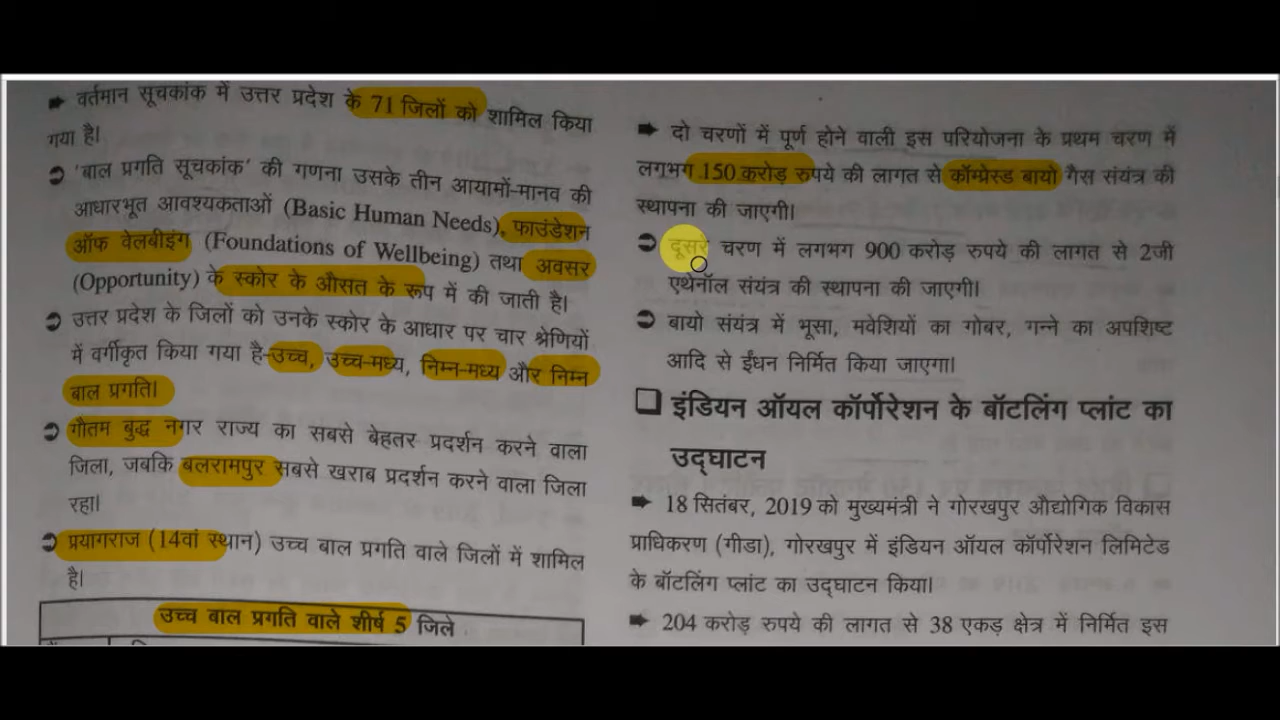 ➨ वर्तमान सूचकांक में उत्तर प्रदेश के 71 जिलों को शामिल किया
गया है।
➲ 'बाल प्रगति सूचकांक' की गणना उसके तीन आयामों-मानव की
आधारभूत आवश्यकताओं (Basic Human Needs), फाउंडेशन
ऑफ वेलबीइंग (Foundations of Wellbeing) तथा अवसर
(Opportunity) के स्कोर के औसत के रूप में की जाती है।
➲ उत्तर प्रदेश के जिलों को उनके स्कोर के आधार पर चार श्रेणियों
में वर्गीकृत किया गया है-उच्च, उच्च-मध्य, निम्न-मध्य और निम्न
बाल प्रगति।
➲ गौतम बुद्ध नगर राज्य का सबसे बेहतर प्रदर्शन करने वाला
जिला, जबकि बलरामपुर सबसे खराब प्रदर्शन करने वाला जिला
रहा।
➲ प्रयागराज (14वां स्थान) उच्च बाल प्रगति वाले जिलों में शामिल
है।
उच्च बाल प्रगति वाले शीर्ष 5 जिले
➨ दो चरणों में पूर्ण होने वाली इस परियोजना के प्रथम चरण में
लगभग 150 करोड़ रुपये की लागत से कॉम्प्रेस्ड बायो गैस संयंत्र की
स्थापना की जाएगी।
➲ दूसरे चरण में लगभग 900 करोड़ रुपये की लागत से 2जी
एथेनॉल संयंत्र की स्थापना की जाएगी।
➲ बायो संयंत्र में भूसा, मवेशियों का गोबर, गन्ने का अपशिष्ट
आदि से ईंधन निर्मित किया जाएगा।
❑ इंडियन ऑयल कॉर्पोरेशन के बॉटलिंग प्लांट का
उद्घाटन
➨ 18 सितंबर, 2019 को मुख्यमंत्री ने गोरखपुर औद्योगिक विकास
प्राधिकरण (गीडा), गोरखपुर में इंडियन ऑयल कॉर्पोरेशन लिमिटेड
के बॉटलिंग प्लांट का उद्घाटन किया।
➨ 204 करोड़ रुपये की लागत से 38 एकड़ क्षेत्र में निर्मित इस